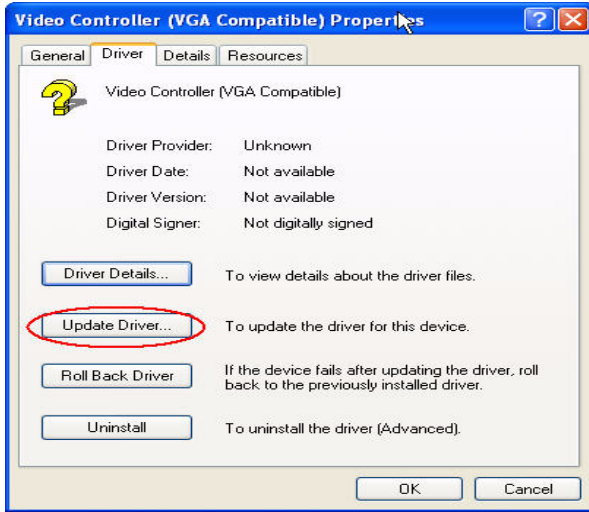 Video Controller (VGA Compatible) Properties
General Driver Details Resources
Video Controller (VGA Compatible)
Driver Provider: Unknown
Driver Date: Not available
Driver Version: Not available
Digital Signer: Not digitally signed
Driver Details... To view details about the driver files.
Update Driver... To update the driver for this device.
Roll Back Driver If the device fails after updating the driver, roll
back to the previously installed driver.
Uninstall To uninstall the driver (Advanced).
OK Cancel